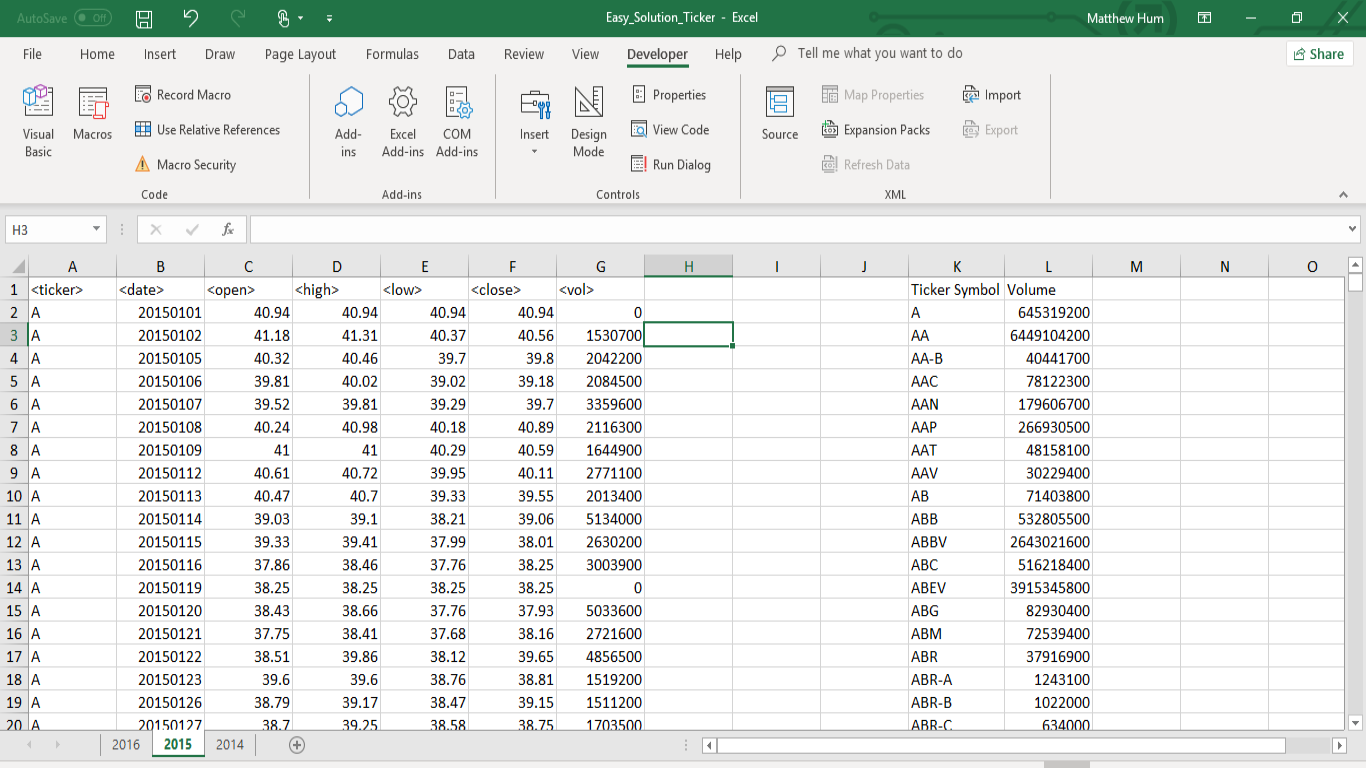 AutoSave Off Easy_Solution_Ticker - Excel Matthew Hum
File Home Insert Draw Page Layout Formulas Data Review View Developer Help Tell me what you want to do Share
Visual Basic
Macros
Record Macro
Use Relative References
Macro Security
Code
Add-ins
Excel Add-ins
COM Add-ins
Add-ins
Insert
Design Mode
Properties
View Code
Run Dialog
Controls
Source
Map Properties
Expansion Packs
Refresh Data
Import
Export
XML
H3 fx
A B C D E F G H I J K L M N O
1 <ticker> <date> <open> <high> <low> <close> <vol> Ticker Symbol Volume
2 A 20150101 40.94 40.94 40.94 40.94 0 A 645319200
3 A 20150102 41.18 41.31 40.37 40.56 1530700 AA 6449104200
4 A 20150105 40.32 40.46 39.7 39.8 2042200 AA-B 40441700
5 A 20150106 39.81 40.02 39.02 39.18 2084500 AAC 78122300
6 A 20150107 39.52 39.81 39.29 39.7 3359600 AAN 179606700
7 A 20150108 40.24 40.98 40.18 40.89 2116300 AAP 266930500
8 A 20150109 41 41 40.29 40.59 1644900 AAT 48158100
9 A 20150112 40.61 40.72 39.95 40.11 2771100 AAV 30229400
10 A 20150113 40.47 40.7 39.33 39.55 2013400 AB 71403800
11 A 20150114 39.03 39.1 38.21 39.06 5134000 ABB 532805500
12 A 20150115 39.33 39.41 37.99 38.01 2630200 ABBV 2643021600
13 A 20150116 37.86 38.46 37.76 38.25 3003900 ABC 516218400
14 A 20150119 38.25 38.25 38.25 38.25 0 ABEV 3915345800
15 A 20150120 38.43 38.66 37.76 37.93 5033600 ABG 82930400
16 A 20150121 37.75 38.41 37.68 38.16 2721600 ABM 72539400
17 A 20150122 38.51 39.86 38.12 39.65 4856500 ABR 37916900
18 A 20150123 39.6 39.6 38.76 38.81 1519200 ABR-A 1243100
19 A 20150126 38.79 39.17 38.47 39.15 1511200 ABR-B 1022000
20 A 20150127 38.7 39.25 38.58 38.75 1703500 ABR-C 634000
2016 2015 2014